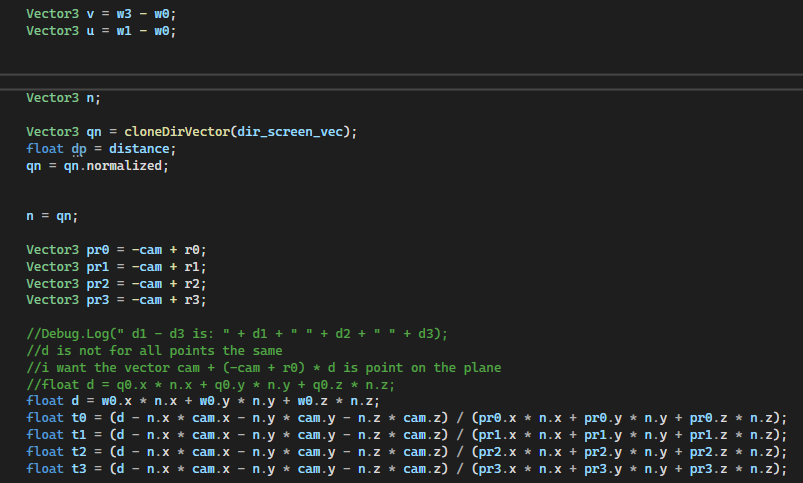 Vector3 v = w3 - w0;
Vector3 u = w1 - w0;
Vector3 n;
Vector3 qn = cloneDirVector(dir_screen_vec);
float dp = distance;
qn = qn.normalized;
n = qn;
Vector3 pr0 = -cam + r0;
Vector3 pr1 = -cam + r1;
Vector3 pr2 = -cam + r2;
Vector3 pr3 = -cam + r3;
//Debug.Log(" d1 - d3 is: " + d1 + " " + d2 + " " + d3);
//d is not for all points the same
//i want the vector cam + (-cam + r0) * d is point on the plane
//float d = q0.x * n.x + q0.y * n.y + q0.z * n.z;
float d = w0.x * n.x + w0.y * n.y + w0.z * n.z;
float t0 = (d - n.x * cam.x - n.y * cam.y - n.z * cam.z) / (pr0.x * n.x + pr0.y * n.y + pr0.z * n.z);
float t1 = (d - n.x * cam.x - n.y * cam.y - n.z * cam.z) / (pr1.x * n.x + pr1.y * n.y + pr1.z * n.z);
float t2 = (d - n.x * cam.x - n.y * cam.y - n.z * cam.z) / (pr2.x * n.x + pr2.y * n.y + pr2.z * n.z);
float t3 = (d - n.x * cam.x - n.y * cam.y - n.z * cam.z) / (pr3.x * n.x + pr3.y * n.y + pr3.z * n.z);